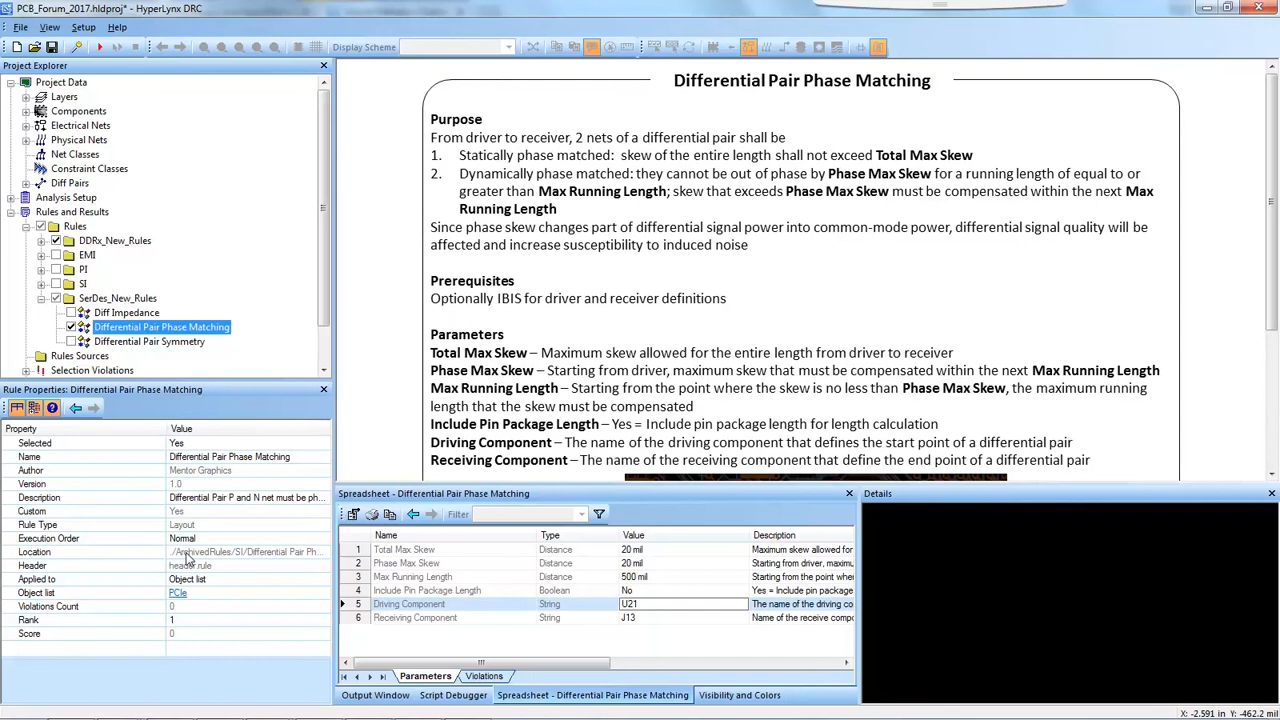 PCB_Forum_2017.hldproj* - HyperLynx DRC
File View Setup Help
Display Scheme
Project Explorer
Project Data
Layers
Components
Electrical Nets
Physical Nets
Net Classes
Constraint Classes
Diff Pairs
Analysis Setup
Rules and Results
Rules
DDRx_New_Rules
EMI
PI
SI
SerDes_New_Rules
Diff Impedance
Differential Pair Phase Matching
Differential Pair Symmetry
Rules Sources
Selection Violations
Rule Properties: Differential Pair Phase Matching
Property Value
Selected Yes
Name Differential Pair Phase Matching
Author Mentor Graphics
Version 1.0
Description Differential Pair P and N net must be ph...
Custom Yes
Rule Type Layout
Execution Order Normal
Location ./ArchivedRules/SI/Differential Pair Ph...
Header header.rule
Applied to Object list
Object list PCIe
Violations Count 0
Rank 1
Score 0
Differential Pair Phase Matching
Purpose
From driver to receiver, 2 nets of a differential pair shall be
1. Statically phase matched: skew of the entire length shall not exceed Total Max Skew
2. Dynamically phase matched: they cannot be out of phase by Phase Max Skew for a running length of equal to or
greater than Max Running Length; skew that exceeds Phase Max Skew must be compensated within the next Max
Running Length
Since phase skew changes part of differential signal power into common-mode power, differential signal quality will be
affected and increase susceptibility to induced noise
Prerequisites
Optionally IBIS for driver and receiver definitions
Parameters
Total Max Skew – Maximum skew allowed for the entire length from driver to receiver
Phase Max Skew – Starting from driver, maximum skew that must be compensated within the next Max Running Length
Max Running Length – Starting from the point where the skew is no less than Phase Max Skew, the maximum running
length that the skew must be compensated
Include Pin Package Length – Yes = Include pin package length for length calculation
Driving Component – The name of the driving component that defines the start point of a differential pair
Receiving Component – The name of the receiving component that define the end point of a differential pair
Spreadsheet - Differential Pair Phase Matching
Filter
Name Type Value Description
1 Total Max Skew Distance 20 mil Maximum skew allowed for
2 Phase Max Skew Distance 20 mil Starting from driver, maximu
3 Max Running Length Distance 500 mil Starting from the point where
4 Include Pin Package Length Boolean No Yes = Include pin package
5 Driving Component String U21 The name of the driving co
6 Receiving Component String J13 Name of the receive compo
Parameters Violations
Output Window Script Debugger Spreadsheet - Differential Pair Phase Matching Visibility and Colors
Details
X: -2.591 in Y: -462.2 mil